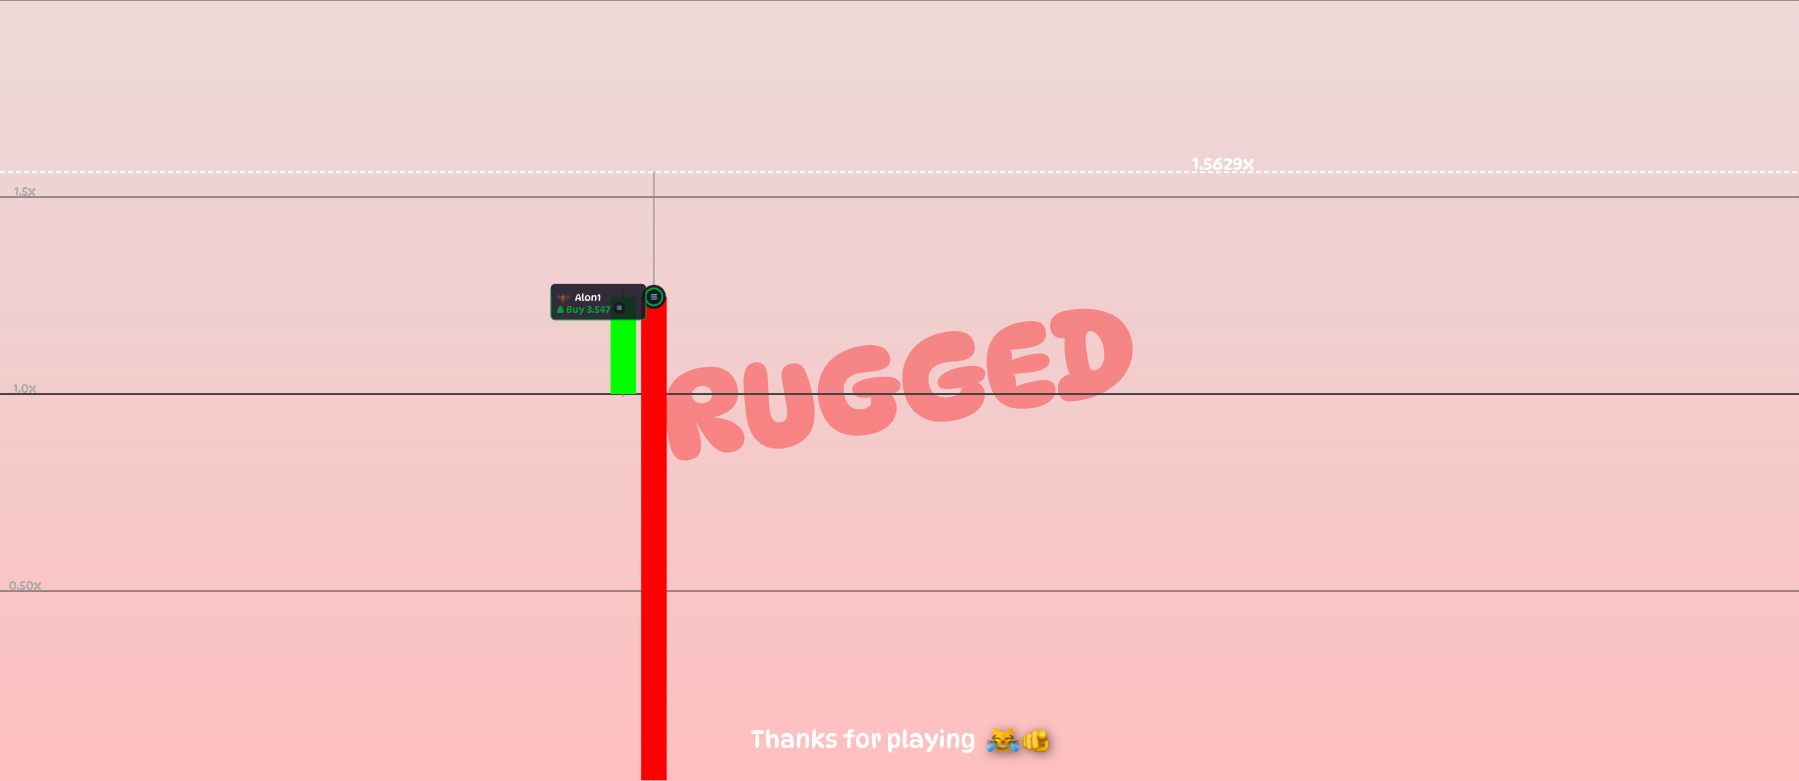 1.5629X
1.5X
Alon1
Buy 3.547
1.0X
RUGGED
0.50X
Thanks for playing